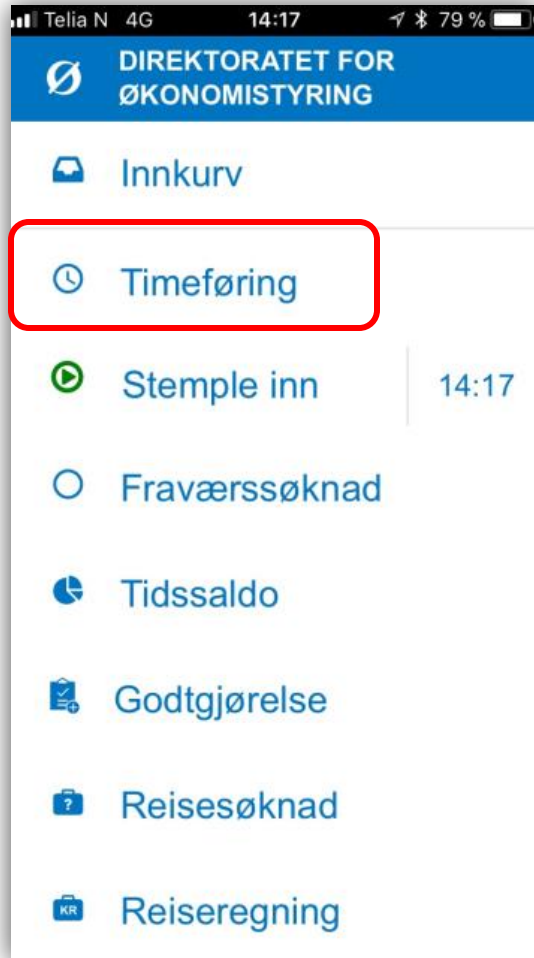 Telia N 4G 14:17 79 %
Ø DIREKTORATET FOR
ØKONOMISTYRING
Innkurv
Timeføring
Stemple inn 14:17
Fraværssøknad
Tidssaldo
Godtgjørelse
? Reisesøknad
KR Reiseregning